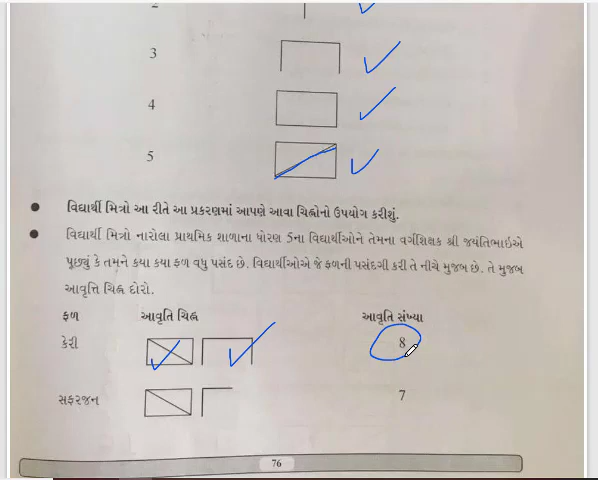 3
4
5
વિદ્યાર્થી મિત્રો આ રીતે આ પ્રકરણમાં આપણે આવા ચિહ્નોનો ઉપયોગ કરીશું.
વિદ્યાર્થી મિત્રો નારોલા પ્રાથમિક શાળાના ધોરણ 5ના વિદ્યાર્થીઓને તેમના વર્ગશિક્ષક શ્રી જયંતિભાઇએ
પૂછ્યું કે તમને કયા કયા ફળ વધુ પસંદ છે. વિદ્યાર્થીઓએ જે ફળની પસંદગી કરી તે નીચે મુજબ છે. તે મુજબ
આવૃત્તિ ચિહ્ન દોરો.
ફળ આવૃતિ ચિહ્ન આવૃતિ સંખ્યા
કેરી 8
સફરજન 7
76